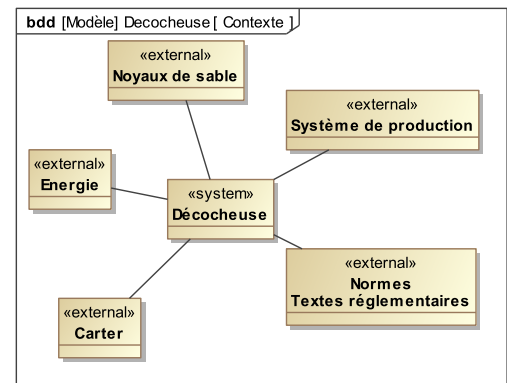 bdd [Modèle] Decocheuse [ Contexte ]
«external»
Noyaux de sable
«external»
Système de production
«external»
Energie
«system»
Décocheuse
«external»
Normes
Textes réglementaires
«external»
Carter